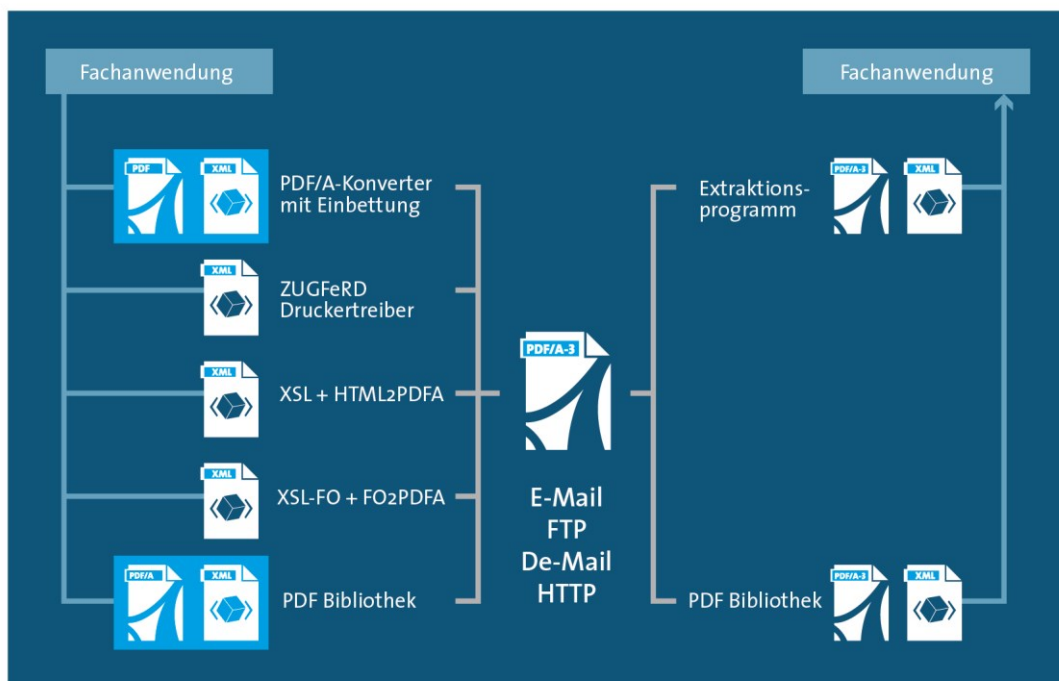 Fachanwendung
Fachanwendung
PDF
XML
PDF/A-Konverter
mit Einbettung
XML
ZUGFeRD
Druckertreiber
XML
XSL + HTML2PDFA
XML
XSL-FO + FO2PDFA
PDF/A
XML
PDF Bibliothek
PDF/A-3
E-Mail
FTP
De-Mail
HTTP
Extraktions-
programm
PDF/A-3
XML
PDF Bibliothek
PDF/A-3
XML